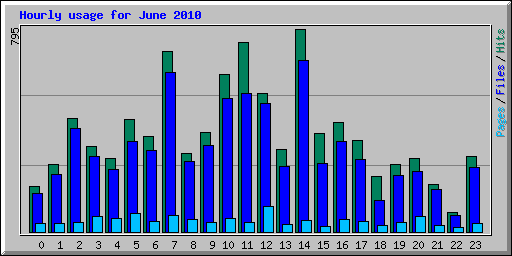 Hourly usage for June 2010
795
Pages/Files/Hits
0 1 2 3 4 5 6 7 8 9 10 11 12 13 14 15 16 17 18 19 20 21 22 23